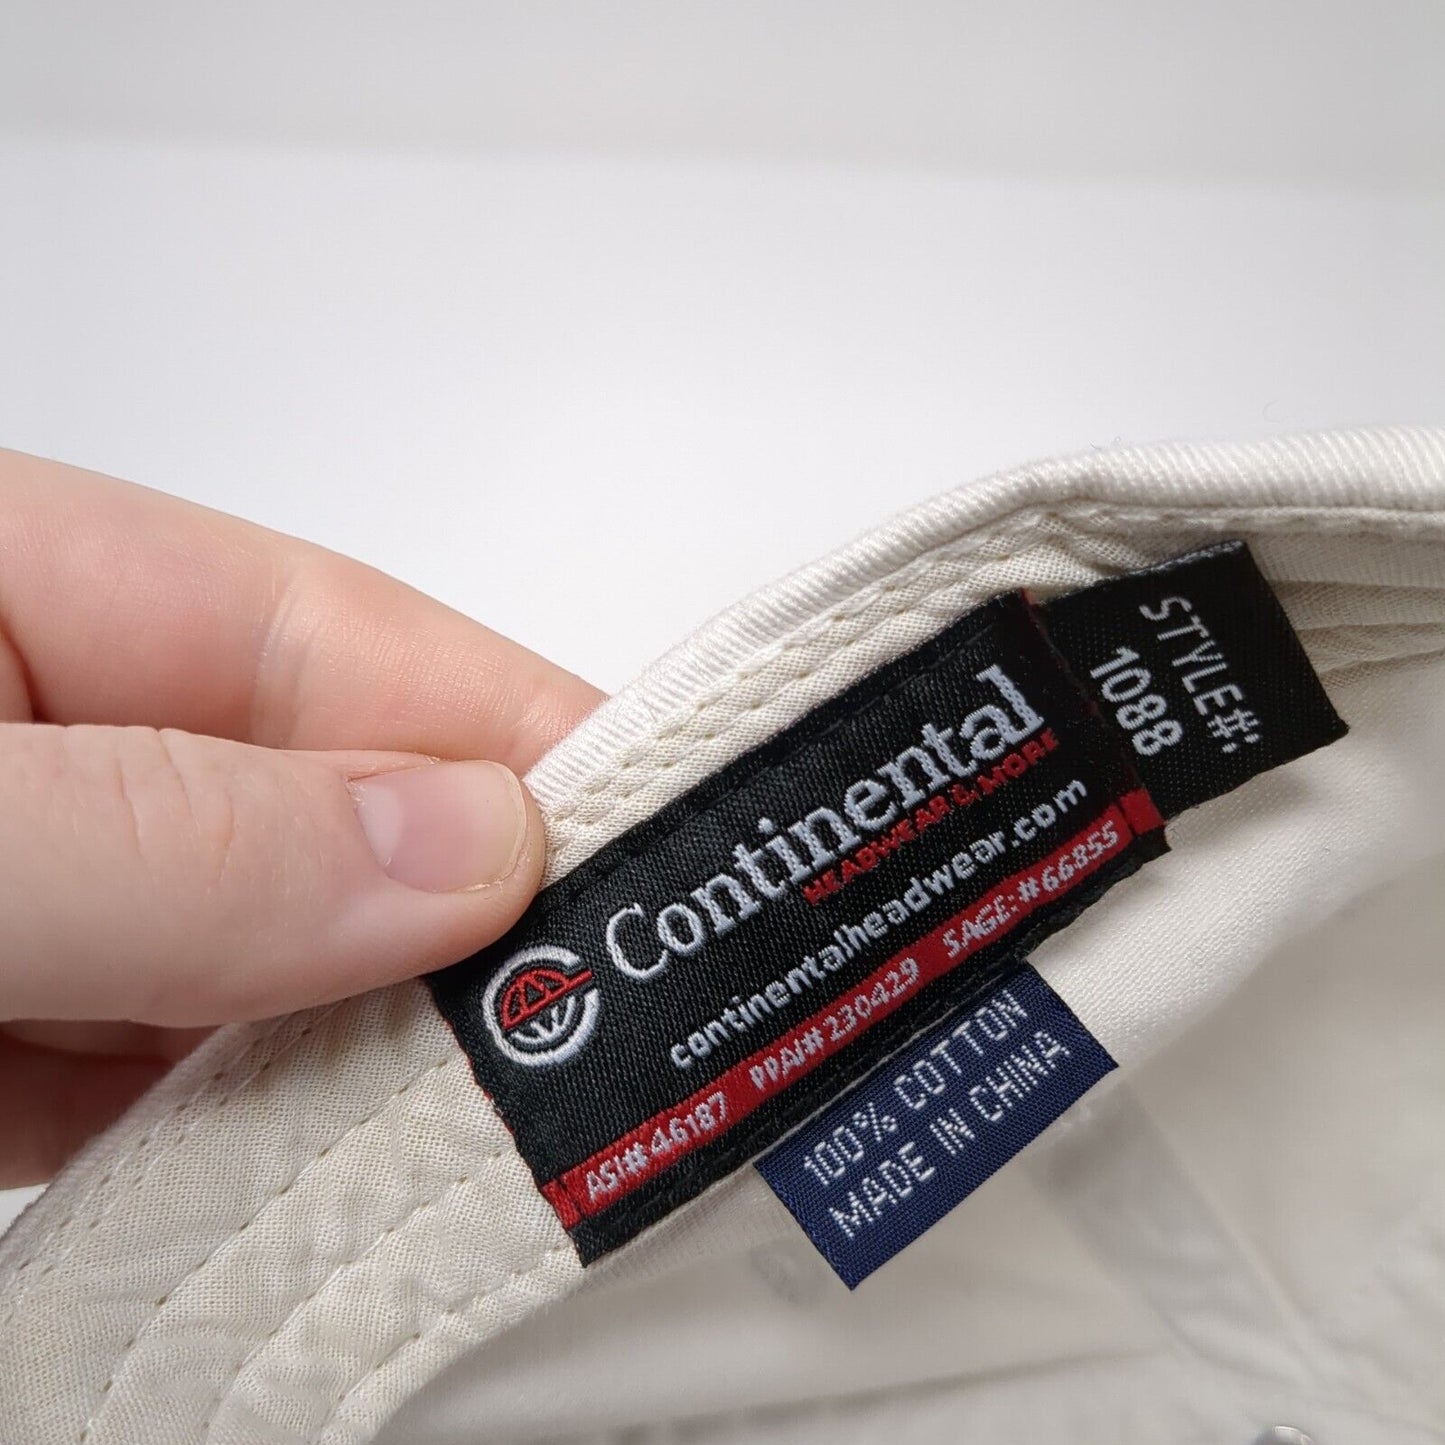 Continental
HEADWEAR & MORE
continentalheadwear.com
ASI#46187 PPAI#230429 SAGE:#66855
STYLE#:
1088
100% COTTON
MADE IN CHINA